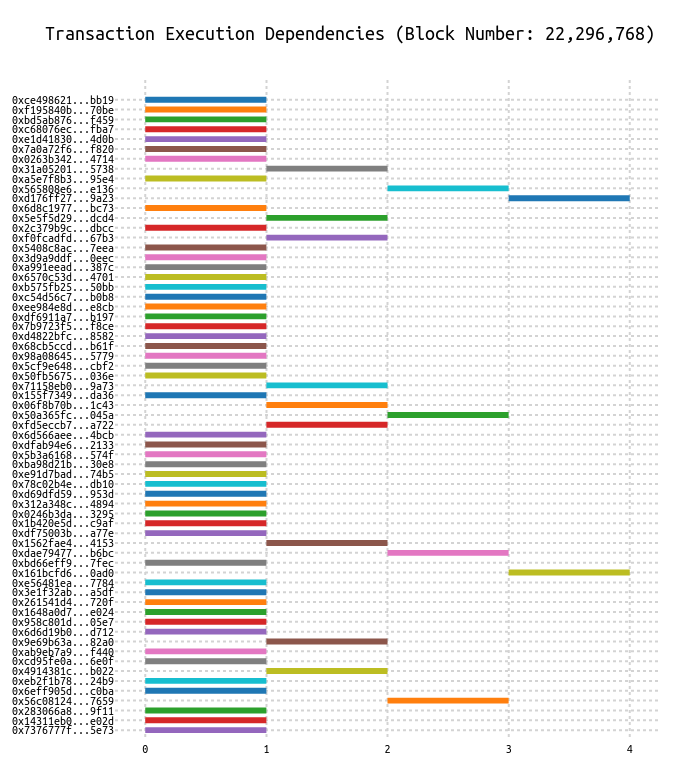 Transaction Execution Dependencies (Block Number: 22,296,768)
0xce498621...bb19
0xf195840b...70be
0xbd5ab876...f459
0xc68076ec...fba7
0xe1d41830...4d0b
0x7a0a72f6...f820
0x0263b342...4714
0x31a05201...5738
0xa5e7f8b3...95e4
0x565808e6...e136
0xd176ff27...9a23
0x6d8c1977...bc73
0x5e5f5d29...dcd4
0x2c379b9c...dbcc
0xf0fcadfd...67b3
0x5408c8ac...7eea
0x3d9a9ddf...0eec
0xa991eead...387c
0x6570c53d...4701
0xb575fb25...50bb
0xc54d56c7...b0b8
0xee984e8d...e8cb
0xdf6911a7...b197
0x7b9723f5...f8ce
0xd4822bfc...8582
0x68cb5ccd...b61f
0x98a08645...5779
0x5cf9e648...cbf2
0x50fb5675...036e
0x71158eb0...9a73
0x155f7349...da36
0x06f8b70b...1c43
0x50a365fc...045a
0xfd5eccb7...a722
0x6d566aee...4bcb
0xdfab94e6...2133
0x5b3a6168...574f
0xba98d21b...30e8
0xe91d7bad...74b5
0x78c02b4e...db10
0xd69dfd59...953d
0x312a348c...4894
0x0246b3da...3295
0x1b420e5d...c9af
0xdf75003b...a77e
0x1562fae4...4153
0xdae79477...b6bc
0xbd66eff9...7fec
0x161bcfd6...0ad0
0xe56481ea...7784
0x3e1f32ab...a5df
0x261541d4...720f
0x1648a0d7...e024
0x958c801d...05e7
0x6d6d19b0...d712
0x9e69b63a...82a0
0xab9eb7a9...f440
0xcd95fe0a...6e0f
0x4914381c...b022
0xeb2f1b78...24b9
0x6eff905d...c0ba
0x56c08124...7659
0x283066a8...9f11
0x14311eb0...e02d
0x7376777f...5e73
0 1 2 3 4